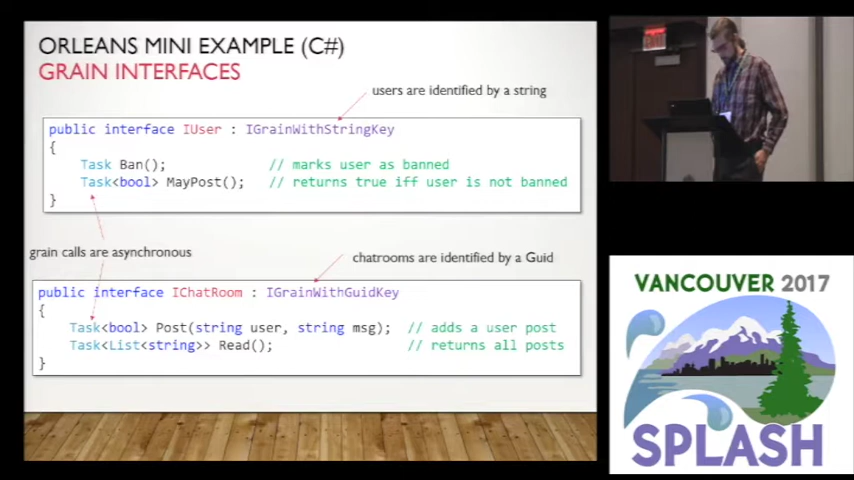 ORLEANS MINI EXAMPLE (C#)
GRAIN INTERFACES
users are identified by a string
public interface IUser : IGrainWithStringKey
{
Task Ban(); // marks user as banned
Task<bool> MayPost(); // returns true iff user is not banned
}
grain calls are asynchronous
chatrooms are identified by a Guid
public interface IChatRoom : IGrainWithGuidKey
{
Task<bool> Post(string user, string msg); // adds a user post
Task<List<string>> Read(); // returns all posts
}
EXIT
VANCOUVER 2017
SPLASH